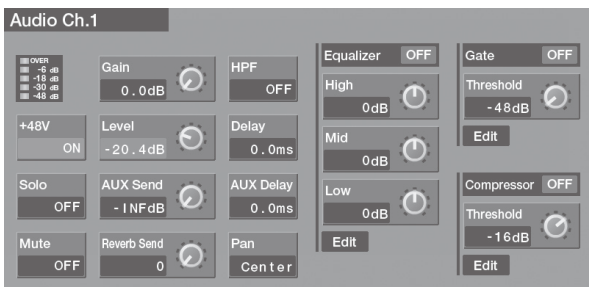 Audio Ch.1
OVER
-6 dB
-18 dB
-30 dB
-48 dB
Gain
0.0dB
HPF
OFF
+48V
ON
Level
-20.4dB
Delay
0.0ms
Solo
OFF
AUX Send
-INFdB
AUX Delay
0.0ms
Mute
OFF
Reverb Send
0
Pan
Center
Equalizer OFF
High
0dB
Mid
0dB
Low
0dB
Edit
Gate OFF
Threshold
-48dB
Edit
Compressor OFF
Threshold
-16dB
Edit